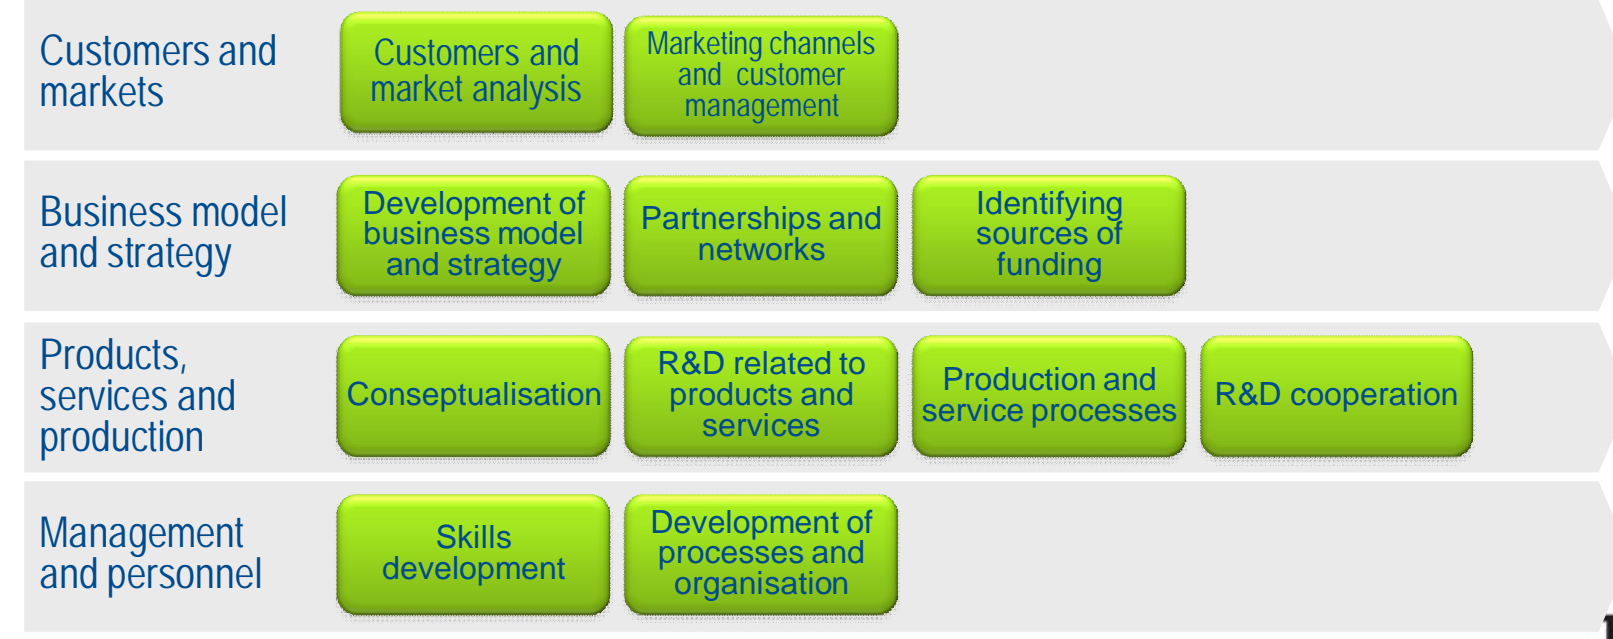 Customers and
markets
Customers and
market analysis
Marketing channels
and customer
management
Business model
and strategy
Development of
business model
and strategy
Partnerships and
networks
Identifying
sources of
funding
Products,
services and
production
Conseptualisation
R&D related to
products and
services
Production and
service processes
R&D cooperation
Management
and personnel
Skills
development
Development of
processes and
organisation